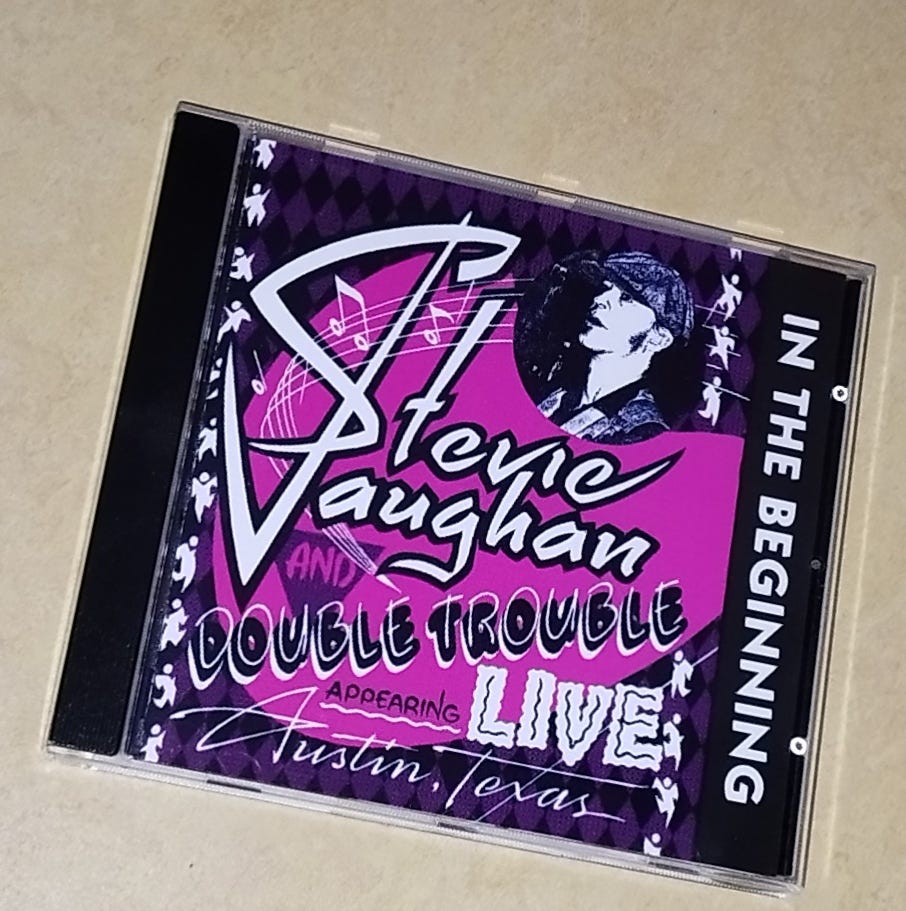 Stevie
Vaughan
AND
DOUBLE TROUBLE
APPEARING LIVE
Austin, Texas
IN THE BEGINNING